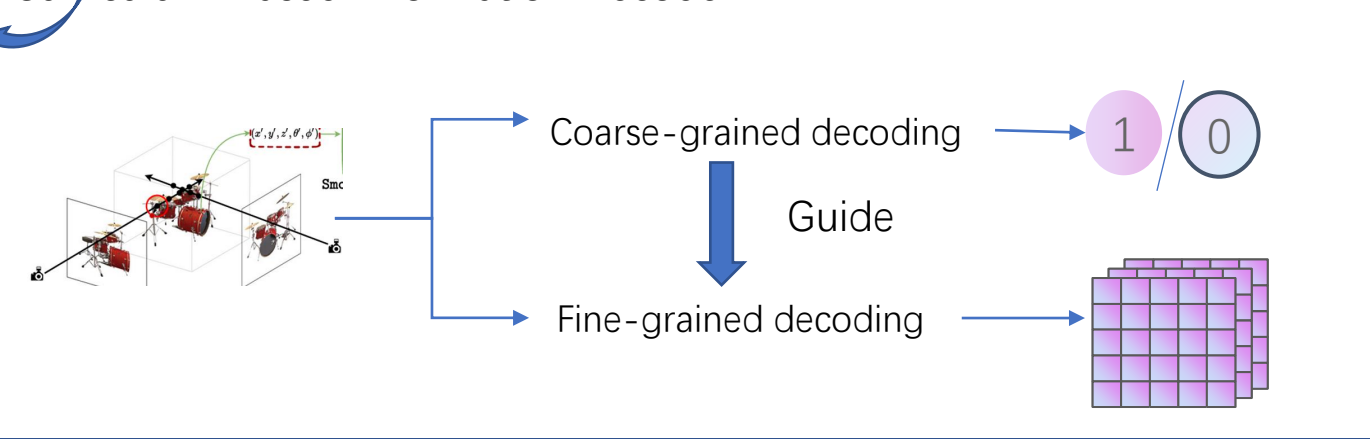 (x′, y′, z′, θ′, ϕ′)
Coarse-grained decoding
1/0
Guide
Fine-grained decoding